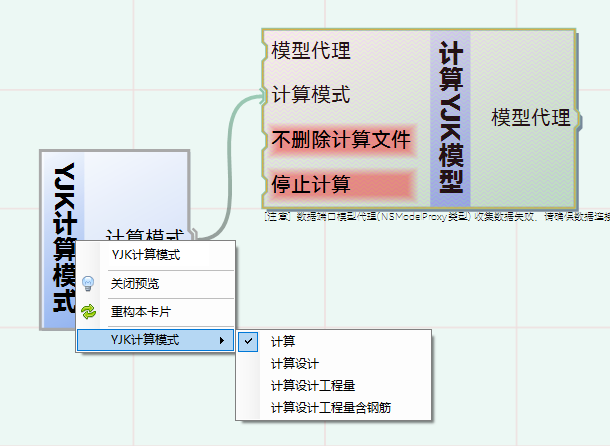 模型代理
计算模式
不删除计算文件
停止计算
计算YJK模型
模型代理
[注意] 数据端口模型代理(NSModelProxy类型) 收集数据失败，请确保数据连接
YJK计算模式
计算模式
YJK计算模式
关闭预览
重构本卡片
YJK计算模式
计算
计算设计
计算设计工程量
计算设计工程量含钢筋